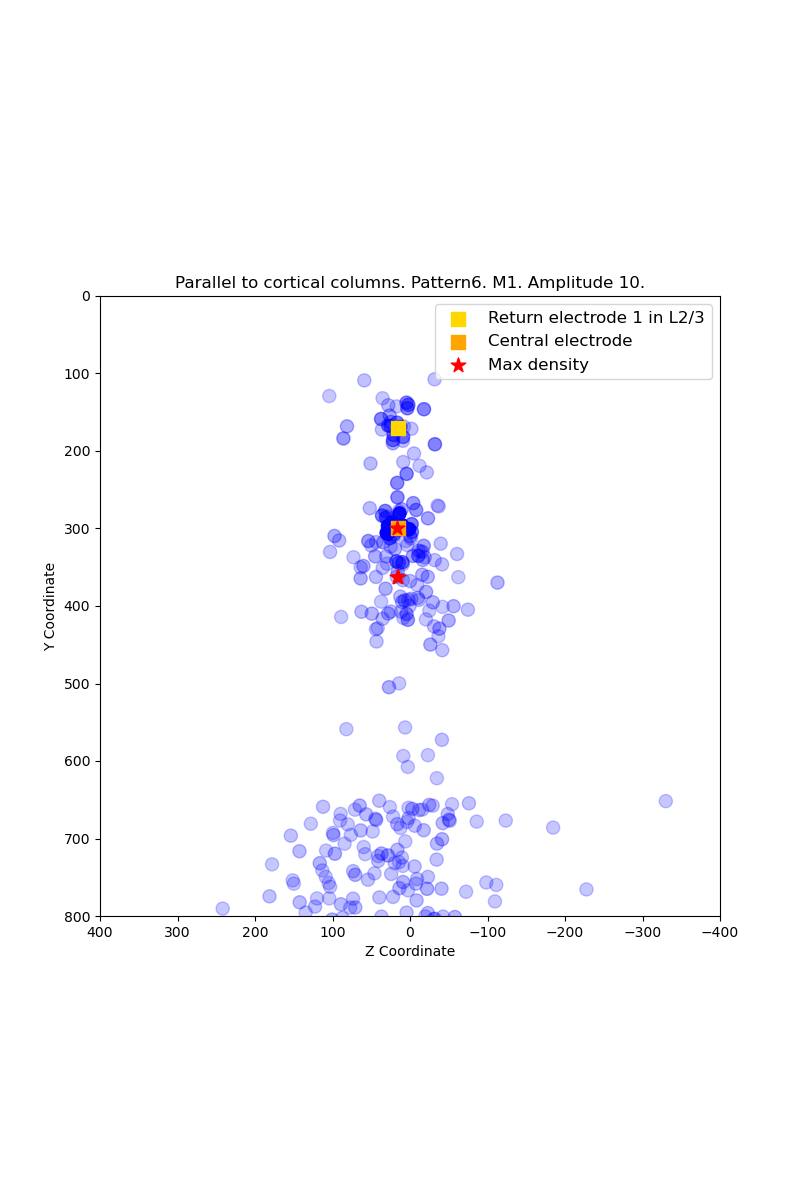 Parallel to cortical columns. Pattern6. M1. Amplitude 10.
Return electrode 1 in L2/3
Central electrode
Max density
0
100
200
300
400
500
600
700
800
Y Coordinate
400 300 200 100 0 −100 −200 −300 −400
Z Coordinate